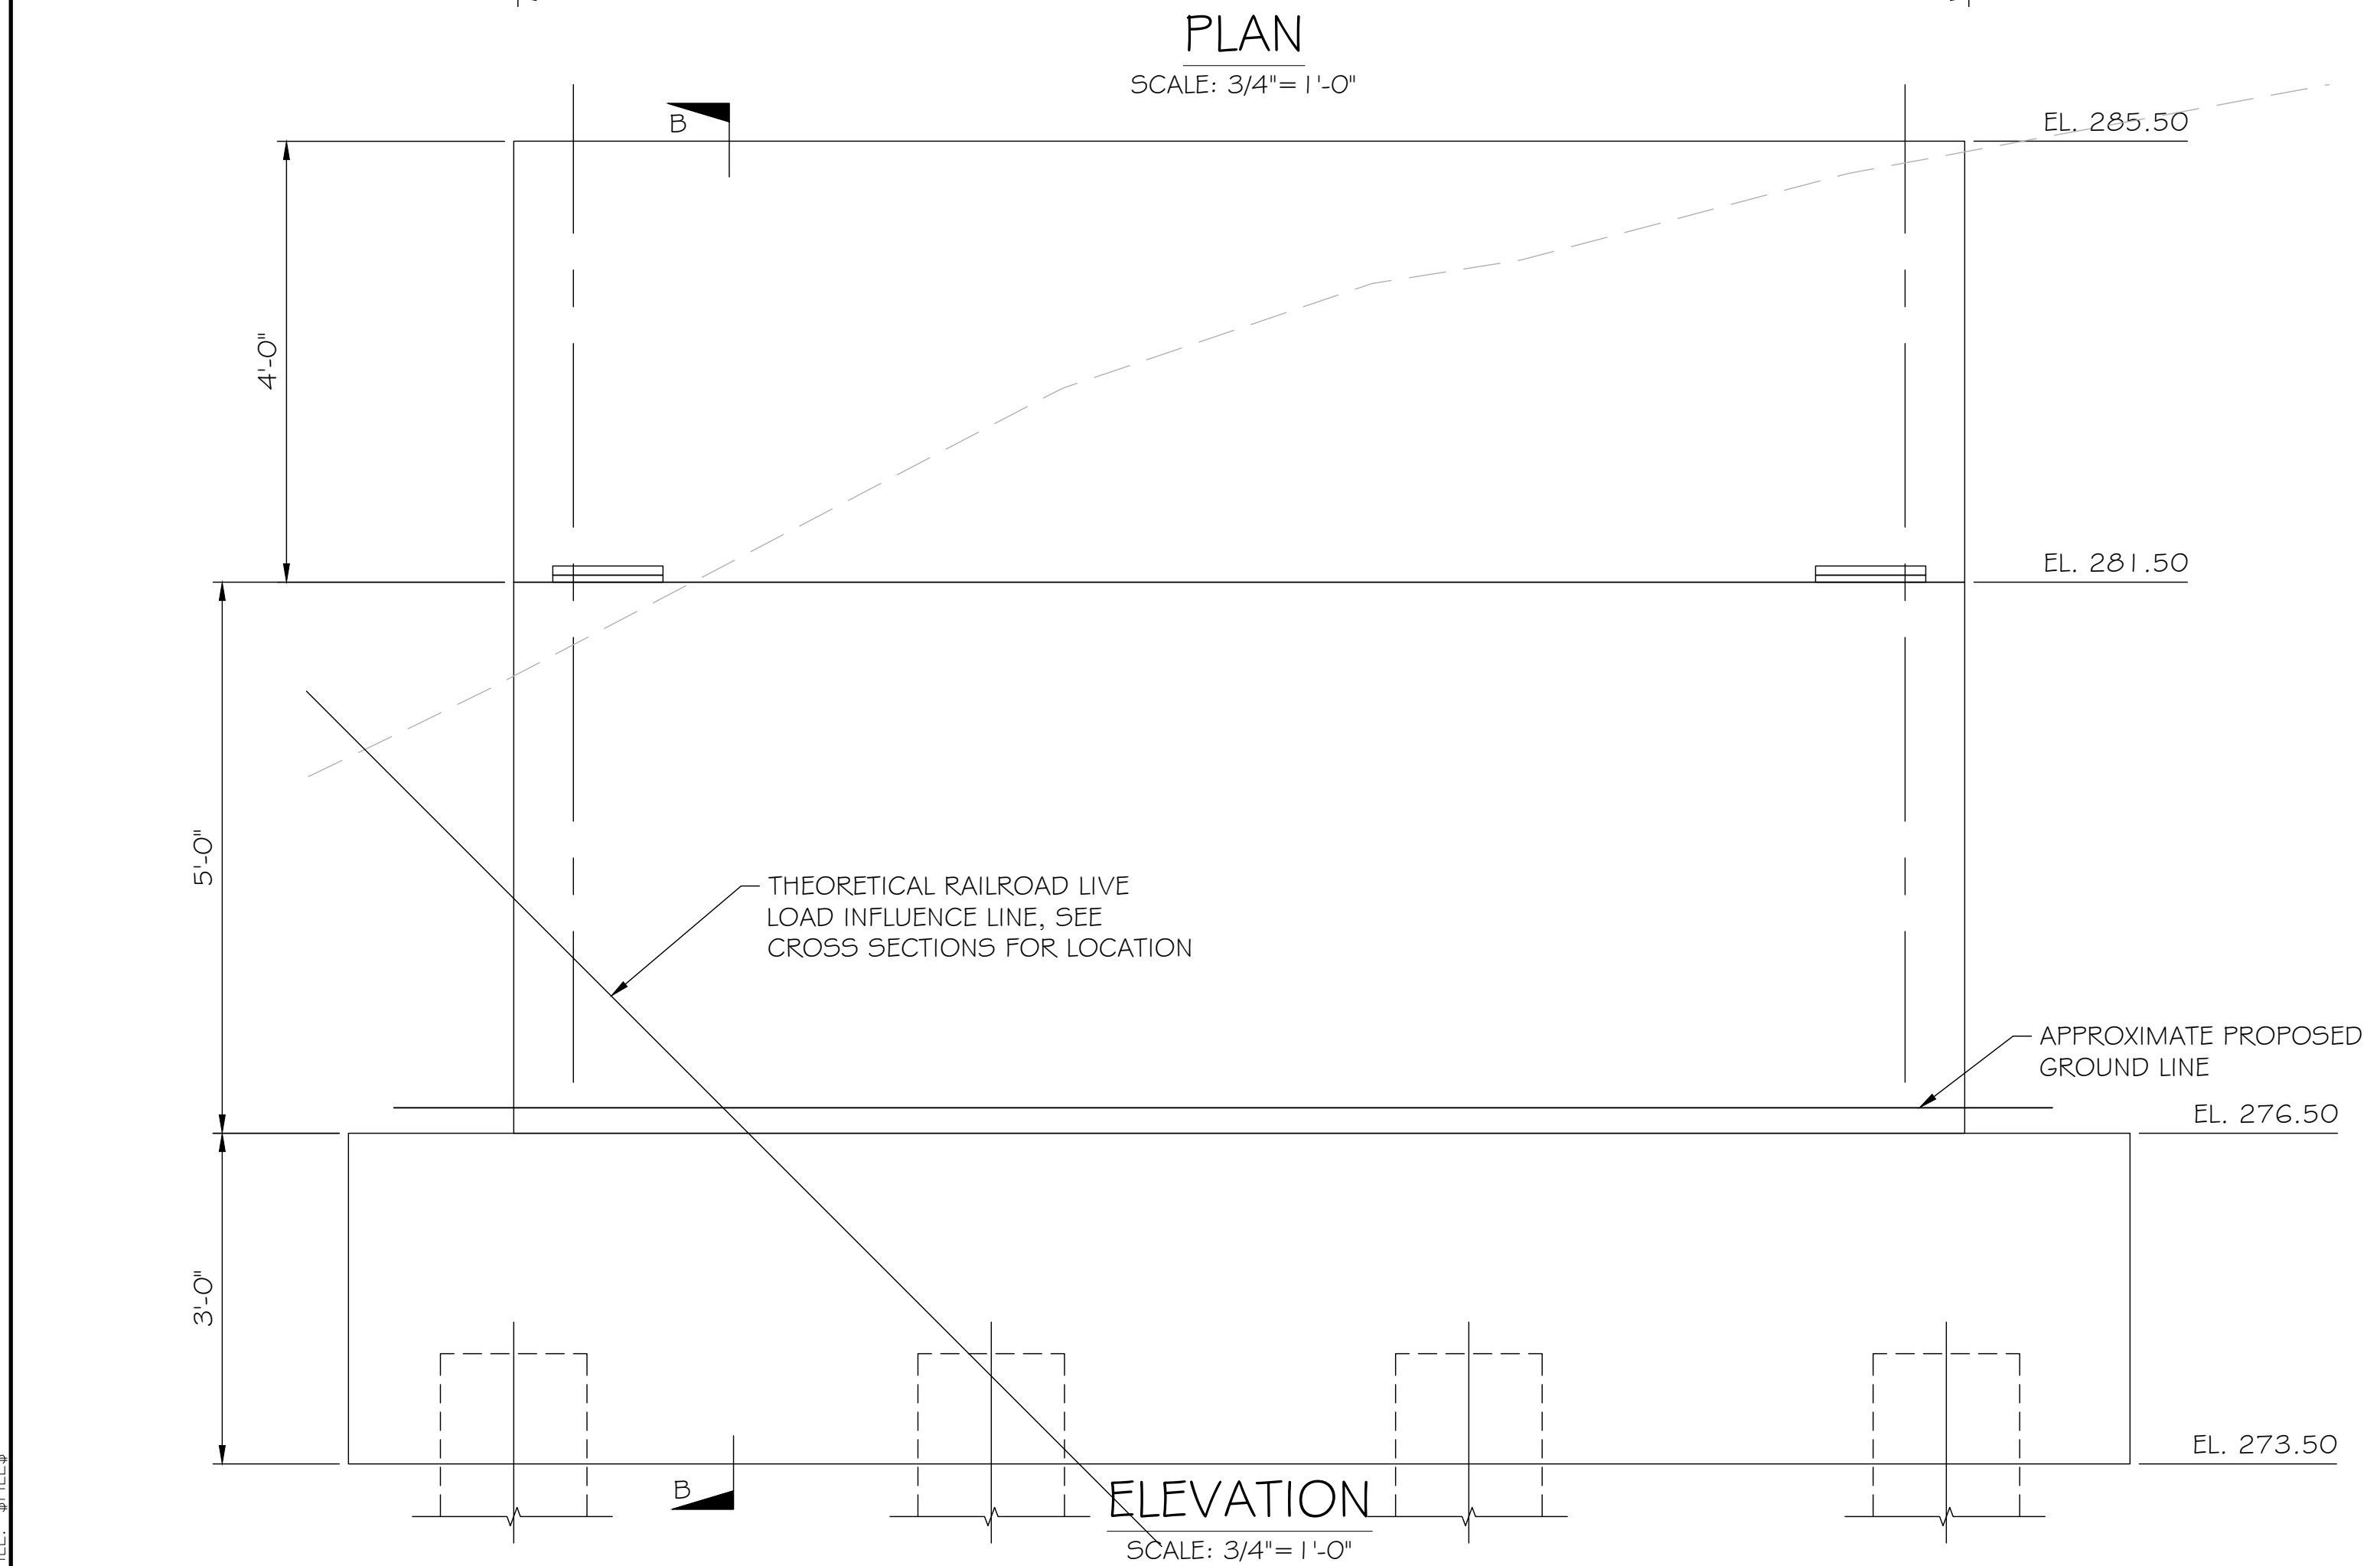 PLAN
SCALE: 3/4"= 1'-0"
B
EL. 285.50
4'-0"
EL. 281.50
5'-0"
THEORETICAL RAILROAD LIVE
LOAD INFLUENCE LINE, SEE
CROSS SECTIONS FOR LOCATION
APPROXIMATE PROPOSED
GROUND LINE
EL. 276.50
3'-0"
EL. 273.50
B
ELEVATION
SCALE: 3/4"= 1'-0"